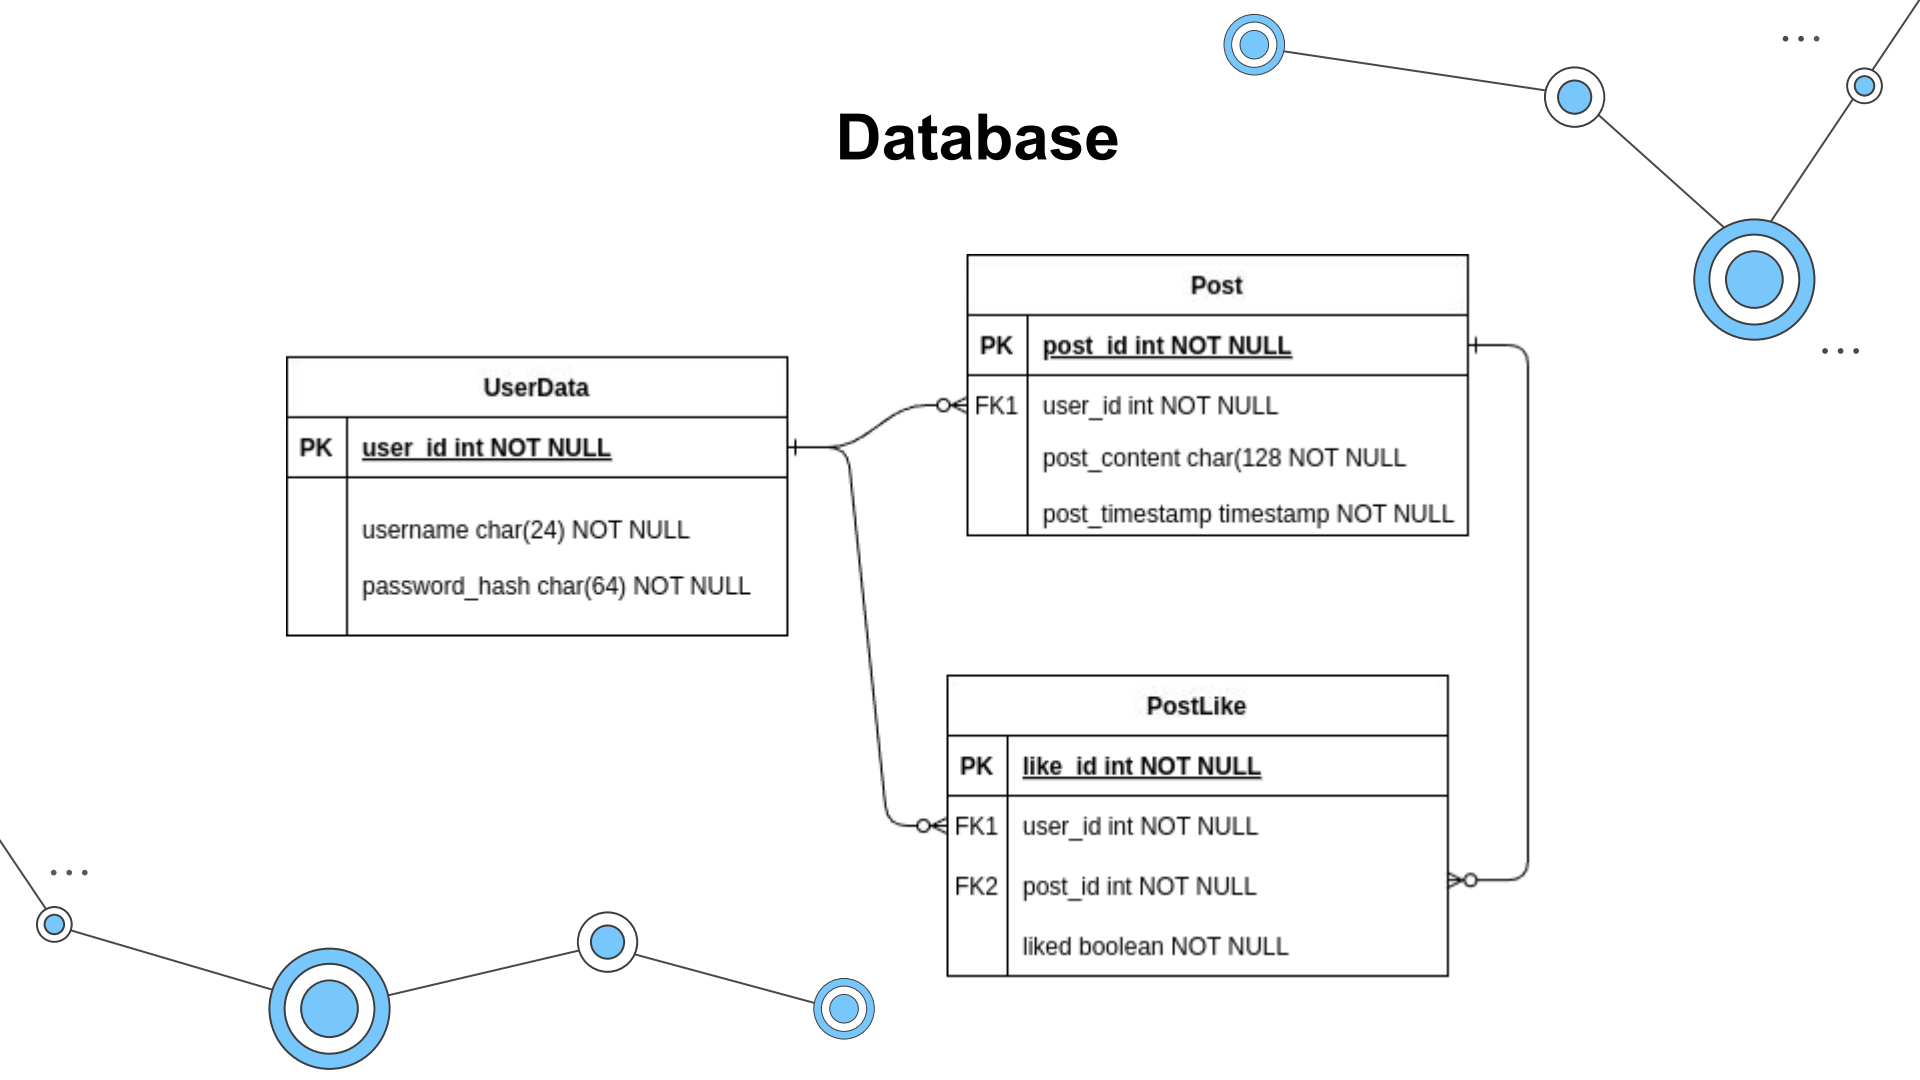 Database
UserData
PK user_id int NOT NULL
username char(24) NOT NULL
password_hash char(64) NOT NULL
Post
PK post_id int NOT NULL
FK1 user_id int NOT NULL
post_content char(128 NOT NULL
post_timestamp timestamp NOT NULL
PostLike
PK like_id int NOT NULL
FK1 user_id int NOT NULL
FK2 post_id int NOT NULL
liked boolean NOT NULL